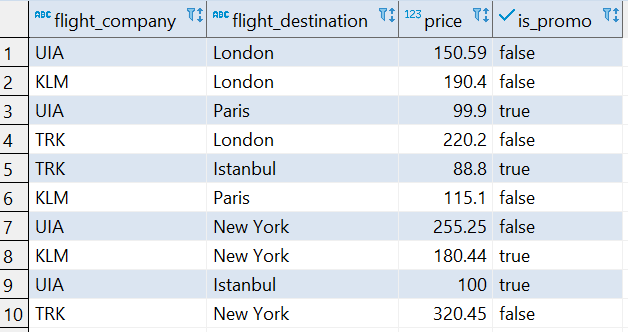 ABC flight_company ABC flight_destination 123 price is_promo
1 UIA London 150.59 false
2 KLM London 190.4 false
3 UIA Paris 99.9 true
4 TRK London 220.2 false
5 TRK Istanbul 88.8 true
6 KLM Paris 115.1 false
7 UIA New York 255.25 false
8 KLM New York 180.44 true
9 UIA Istanbul 100 true
10 TRK New York 320.45 false